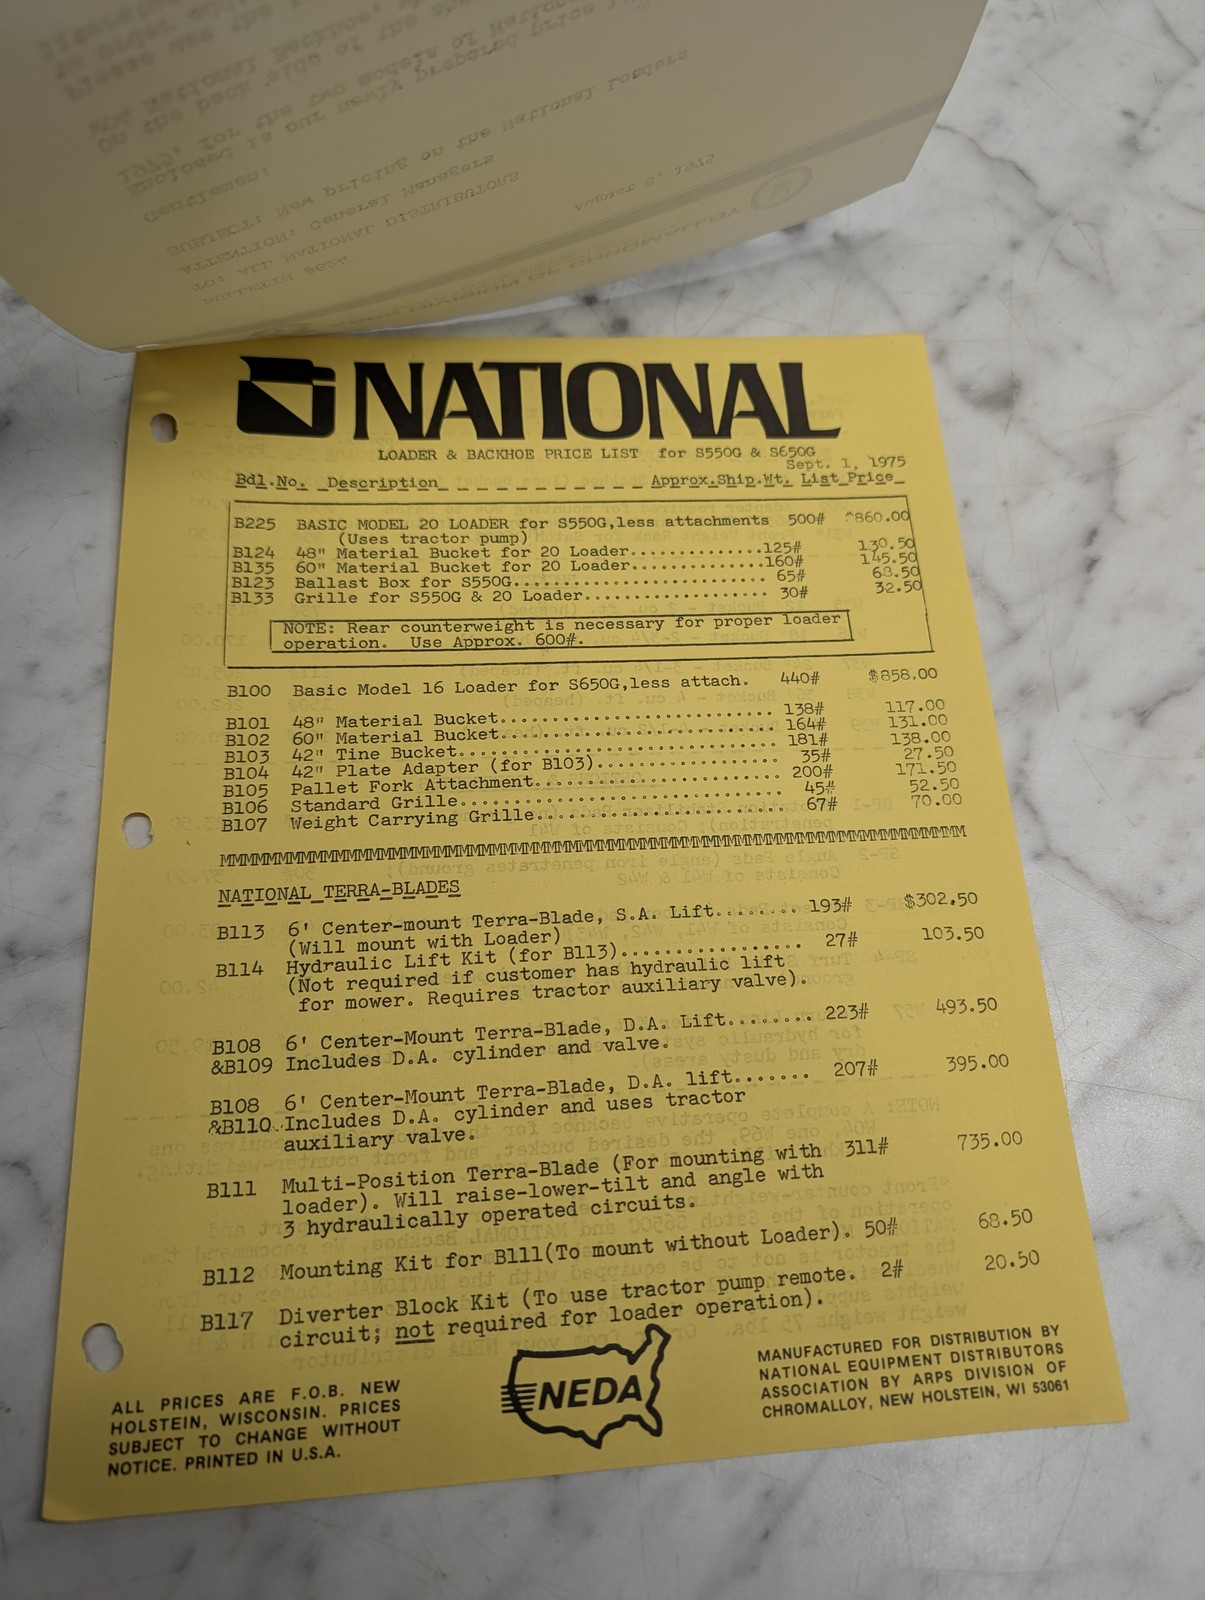 NATIONAL
LOADER & BACKHOE PRICE LIST for S550G & S650G
Sept. 1, 1975
Bdl.No. Description Approx.Ship.Wt. List Price
B225 BASIC MODEL 20 LOADER for S550G,less attachments 500# $860.00
(Uses tractor pump)
B124 48" Material Bucket for 20 Loader..............125# 130.50
B135 60" Material Bucket for 20 Loader..............160# 145.50
B123 Ballast Box for S550G........................... 65# 68.50
B133 Grille for S550G & 20 Loader................... 30# 32.50
NOTE: Rear counterweight is necessary for proper loader
operation. Use Approx. 600#.
B100 Basic Model 16 Loader for S650G,less attach. 440# $858.00
B101 48" Material Bucket............................ 138# 117.00
B102 60" Material Bucket............................ 164# 131.00
B103 42" Tine Bucket................................ 181# 138.00
B104 42" Plate Adapter (for B103).................. 35# 27.50
B105 Pallet Fork Attachment......................... 200# 171.50
B106 Standard Grille................................ 45# 52.50
B107 Weight Carrying Grille......................... 67# 70.00
NATIONAL TERRA-BLADES
B113 6' Center-mount Terra-Blade, S.A. Lift........ 193# $302.50
(Will mount with Loader)
B114 Hydraulic Lift Kit (for B113)................. 27# 103.50
(Not required if customer has hydraulic lift
for mower. Requires tractor auxiliary valve).
B108 6' Center-Mount Terra-Blade, D.A. Lift........ 223# 493.50
&B109 Includes D.A. cylinder and valve.
B108 6' Center-Mount Terra-Blade, D.A. lift....... 207# 395.00
&B110 Includes D.A. cylinder and uses tractor
auxiliary valve.
B111 Multi-Position Terra-Blade (For mounting with 311# 735.00
loader). Will raise-lower-tilt and angle with
3 hydraulically operated circuits.
B112 Mounting Kit for B111(To mount without Loader). 50# 68.50
B117 Diverter Block Kit (To use tractor pump remote. 2# 20.50
circuit; not required for loader operation).
ALL PRICES ARE F.O.B. NEW
HOLSTEIN, WISCONSIN. PRICES
SUBJECT TO CHANGE WITHOUT
NOTICE. PRINTED IN U.S.A.
NEDA
MANUFACTURED FOR DISTRIBUTION BY
NATIONAL EQUIPMENT DISTRIBUTORS
ASSOCIATION BY ARPS DIVISION OF
CHROMALLOY, NEW HOLSTEIN, WI 53061